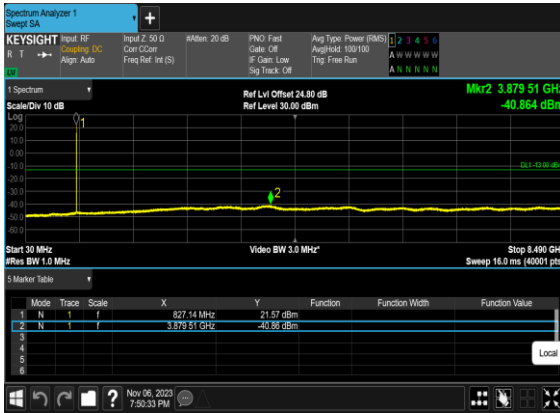 Spectrum Analyzer 1
Swept SA
+
KEYSIGHT
R T
Input: RF
Coupling: DC
Align: Auto
Input Z: 50 Ω
Corr CCorr
Freq Ref: Int (S)
#Atten: 20 dB
PNO: Fast
Gate: Off
IF Gain: Low
Sig Track: Off
Avg Type: Power (RMS)
Avg|Hold: 100/100
Trig: Free Run
1 2 3 4 5 6
A W W W W W
A N N N N N
1 Spectrum
Scale/Div 10 dB
Ref Lvl Offset 24.80 dB
Ref Level 30.00 dBm
Mkr2 3.879 51 GHz
-40.864 dBm
Log
20.0
10.0
0.00
-10.0
-20.0
-30.0
-40.0
-50.0
-60.0
1
2
DL1 -13.00 dBm
Start 30 MHz
#Res BW 1.0 MHz
Video BW 3.0 MHz*
Stop 8.490 GHz
Sweep 16.0 ms (40001 pts)
5 Marker Table
Mode Trace Scale X Y Function Function Width Function Value
1 N 1 f 827.14 MHz 21.57 dBm
2 N 1 f 3.879 51 GHz -40.86 dBm
3
4
5
6
Local
?
Nov 06, 2023
7:50:33 PM